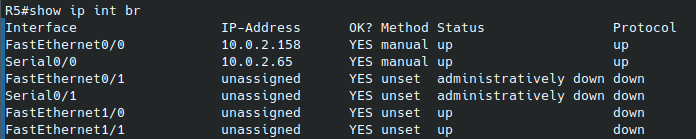 R5#show ip int br
Interface IP-Address OK? Method Status Protocol
FastEthernet0/0 10.0.2.158 YES manual up up
Serial0/0 10.0.2.65 YES manual up up
FastEthernet0/1 unassigned YES unset administratively down down
Serial0/1 unassigned YES unset administratively down down
FastEthernet1/0 unassigned YES unset up down
FastEthernet1/1 unassigned YES unset up down